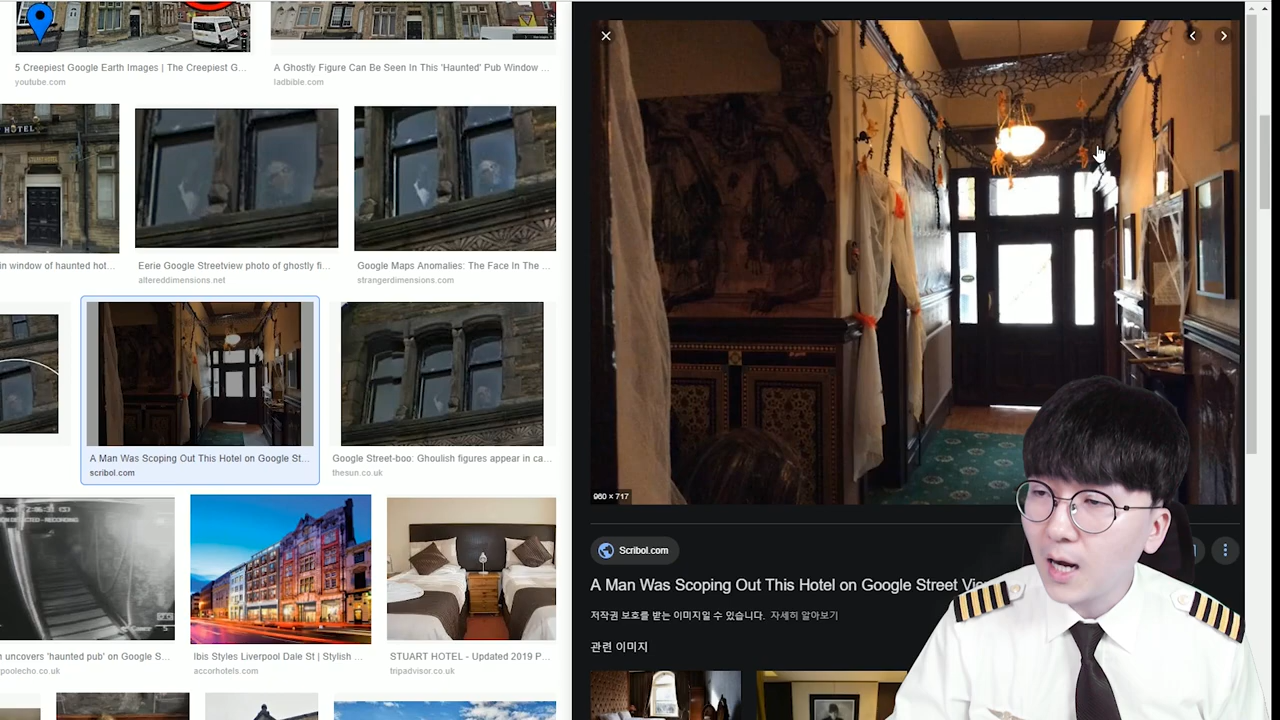 5 Creepiest Google Earth Images | The Creepiest G...
youtube.com
A Ghostly Figure Can Be Seen In This 'Haunted' Pub Window ...
ladbible.com
HOTEL
in window of haunted hot...
Eerie Google Streetview photo of ghostly fi...
altereddimensions.net
Google Maps Anomalies: The Face In The ...
strangerdimensions.com
A Man Was Scoping Out This Hotel on Google St...
scribol.com
Google Street-boo: Ghoulish figures appear in ca...
thesun.co.uk
uncovers 'haunted pub' on Google S...
poolecho.co.uk
Ibis Styles Liverpool Dale St | Stylish ...
accorhotels.com
STUART HOTEL - Updated 2019 P...
tripadvisor.co.uk
960 × 717
Scribol.com
A Man Was Scoping Out This Hotel on Google Street
저작권 보호를 받는 이미지일 수 있습니다. 자세히 알아보기
관련 이미지